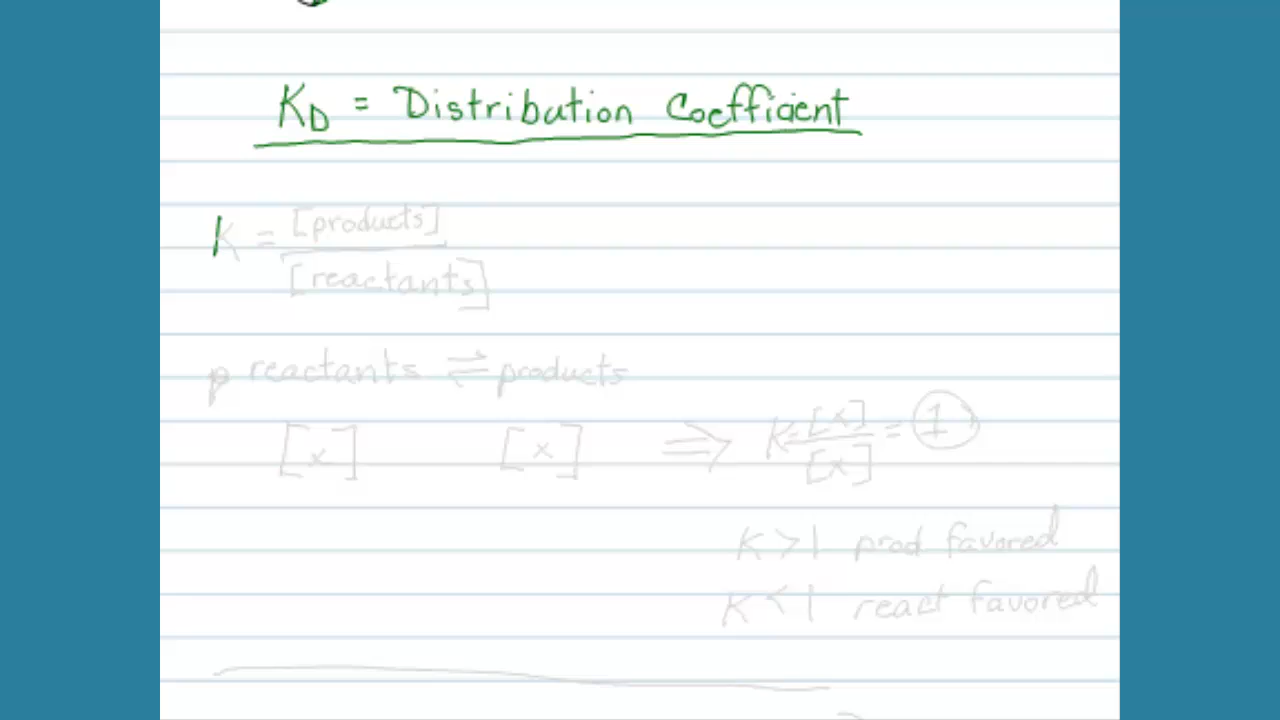 K_D = Distribution Coefficient
K = [products] / [reactants]
p reactants ⇌ products
[x] [x] ⇒ K = [x] / [x] = 1
K > 1 prod favored
K < 1 react favored